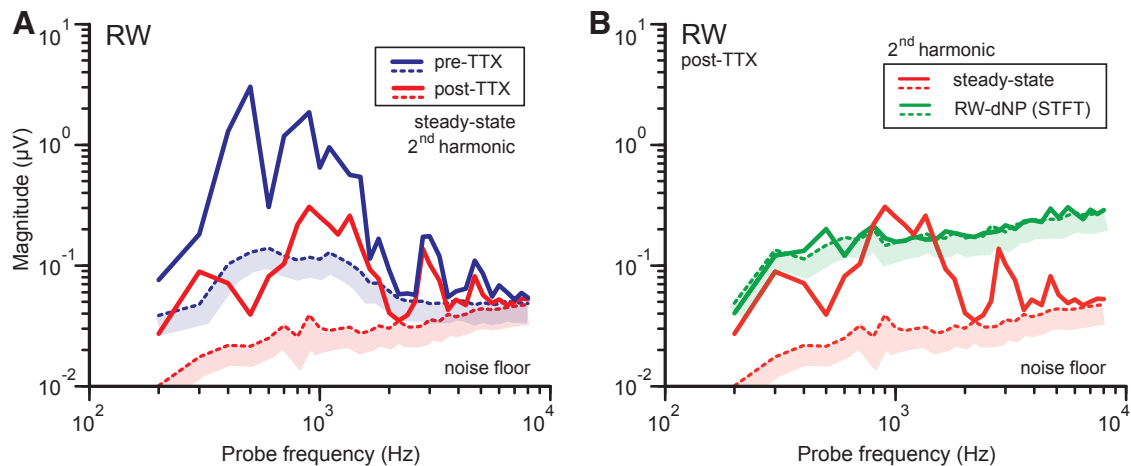 A
RW
pre-TTX
post-TTX
steady-state
2nd harmonic
noise floor
Magnitude (µV)
10^1
10^0
10^-1
10^-2
10^2
10^3
10^4
Probe frequency (Hz)
B
RW
post-TTX
2nd harmonic
steady-state
RW-dNP (STFT)
noise floor
10^1
10^0
10^-1
10^-2
10^2
10^3
10^4
Probe frequency (Hz)